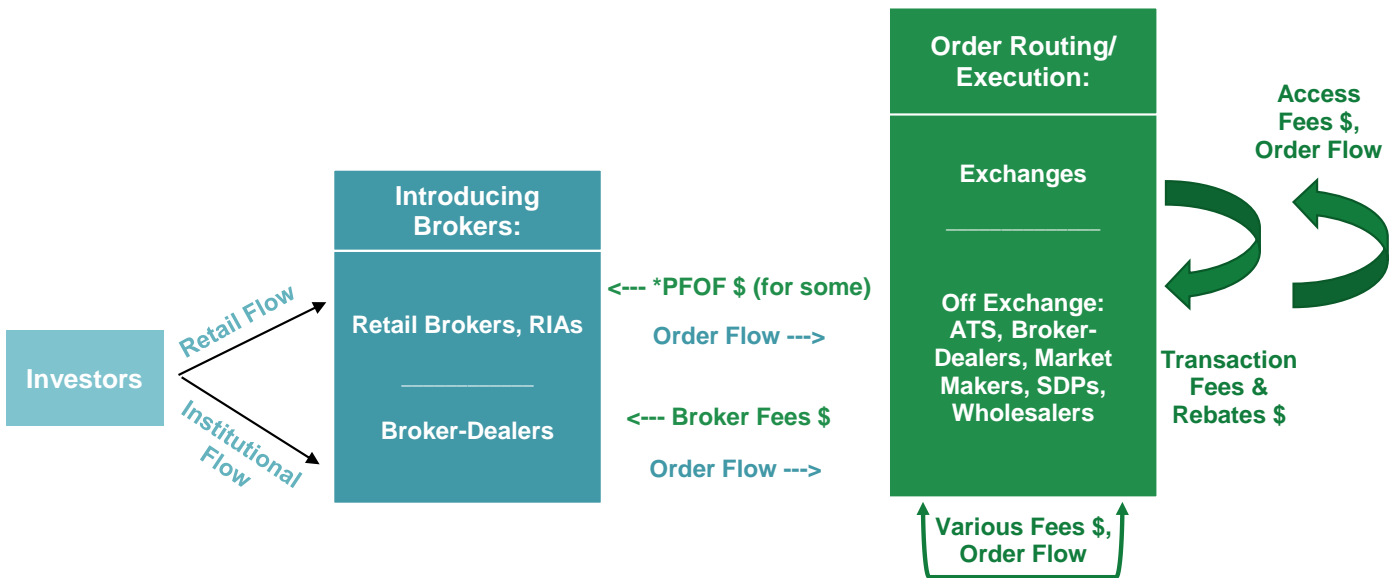 Investors
Retail Flow
Institutional
Flow
Introducing
Brokers:
Retail Brokers, RIAs
Broker-Dealers
<--- *PFOF $ (for some)
Order Flow --->
<--- Broker Fees $
Order Flow --->
Order Routing/
Execution:
Exchanges
Off Exchange:
ATS, Broker-
Dealers, Market
Makers, SDPs,
Wholesalers
Various Fees $,
Order Flow
Access
Fees $,
Order Flow
Transaction
Fees &
Rebates $